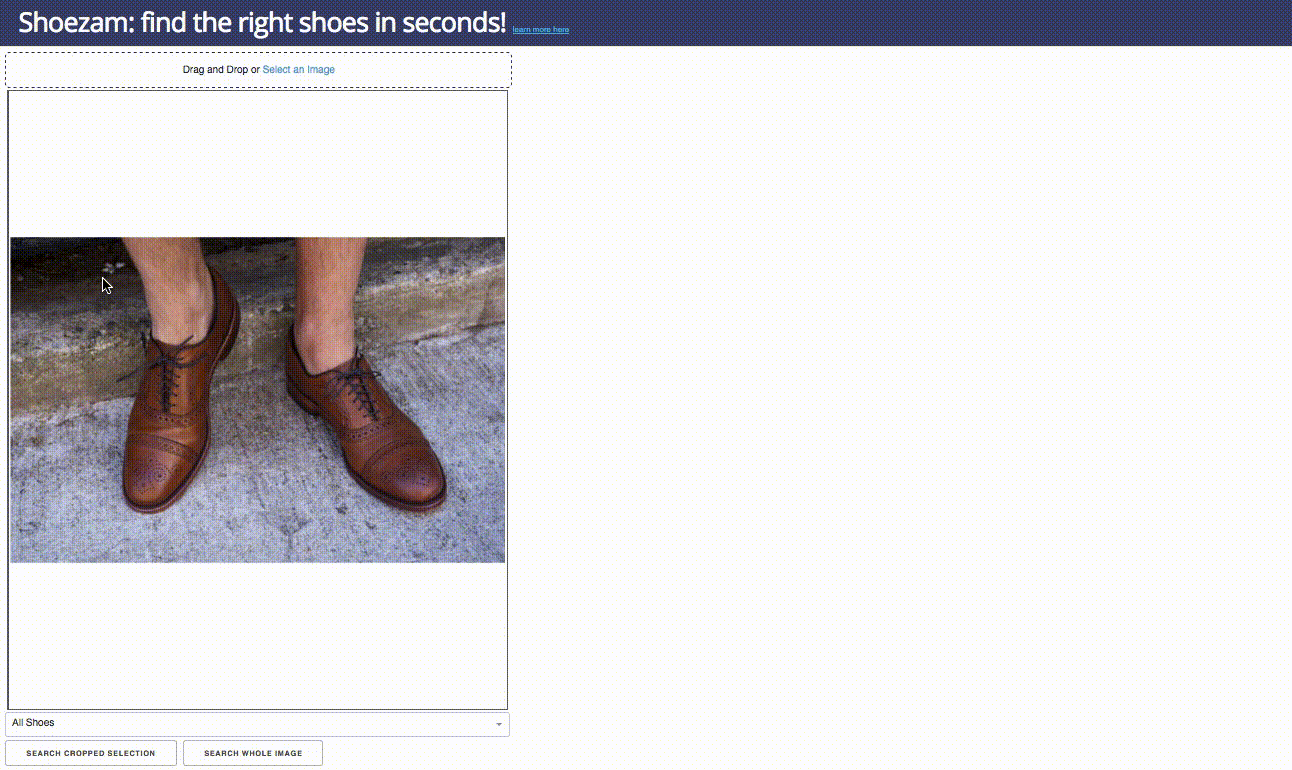 Shoezam: find the right shoes in seconds! learn more here
Drag and Drop or Select an Image
All Shoes
SEARCH CROPPED SELECTION SEARCH WHOLE IMAGE